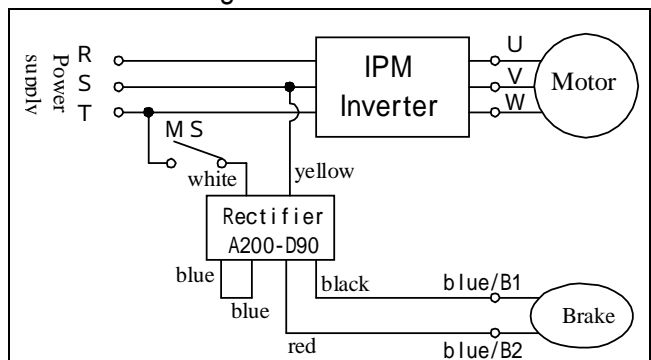 Power supply
R
S
T
IPM
Inverter
U
V
W
Motor
M S
white
yellow
Rectifier
A200-D90
blue
blue
black
red
blue/B1
blue/B2
Brake